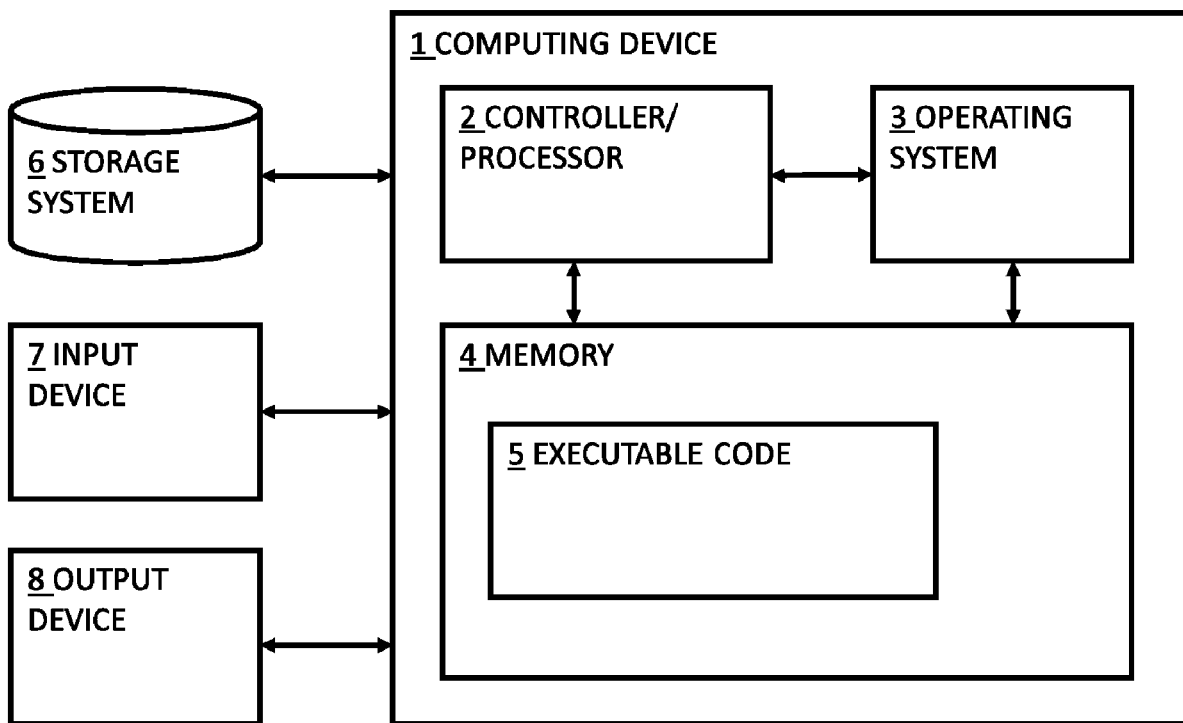 1 COMPUTING DEVICE
2 CONTROLLER/
PROCESSOR
3 OPERATING
SYSTEM
6 STORAGE
SYSTEM
7 INPUT
DEVICE
4 MEMORY
5 EXECUTABLE CODE
8 OUTPUT
DEVICE